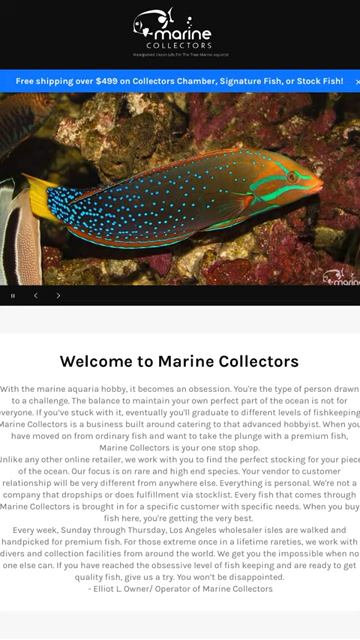 marine
COLLECTORS
Free shipping over $499 on Collectors Chamber, Signature Fish, or Stock Fish!
marine
Welcome to Marine Collectors
With the marine aquaria hobby, it becomes an obsession. You're the type of person drawn
to a challenge. The balance to maintain your own perfect part of the ocean is not for
everyone. If you've stuck with it, eventually you'll graduate to different levels of fishkeeping.
Marine Collectors is a business built around catering to that advanced hobbyist. When you
have moved on from ordinary fish and want to take the plunge with a premium fish,
Marine Collectors is your one stop shop.
Unlike any other online retailer, we work with you to find the perfect stocking for your piece
of the ocean. Our focus is on rare and high end species. Your vendor to customer
relationship will be very different from anywhere else. Everything is personal. We're not a
company that dropships or does fulfillment via stocklist. Every fish that comes through
Marine Collectors is brought in for a specific customer with specific needs. When you buy
fish here, you're getting the very best.
Every week, Sunday through Thursday, Los Angeles wholesaler isles are walked and
handpicked for premium fish. For those extreme once in a lifetime rareties, we work with
divers and collection facilities from around the world. We get you the impossible when no
one else can. If you have reached the obsessive level of fish keeping and are ready to get
quality fish, give us a try. You won't be disappointed.
- Elliot L. Owner/ Operator of Marine Collectors